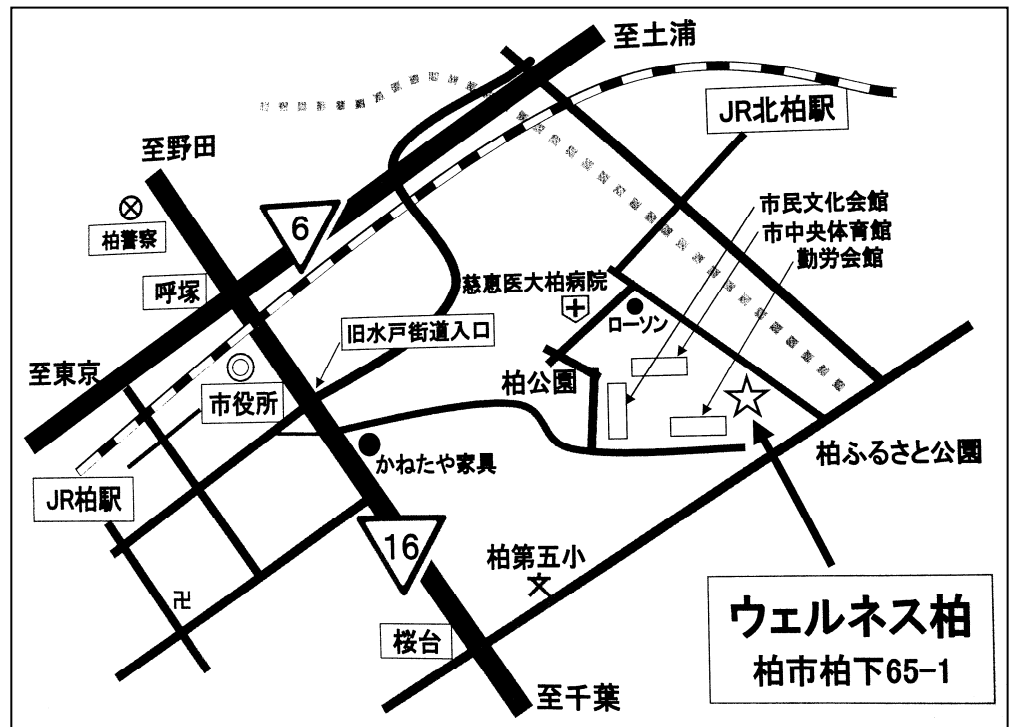 至土浦
JR北柏駅
至野田
柏警察
6
市民文化会館
市中央体育館
勤労会館
呼塚
慈恵医大柏病院
ローソン
旧水戸街道入口
至東京
柏公園
市役所
柏ふるさと公園
かねたや家具
JR柏駅
16
柏第五小
文
卍
ウェルネス柏
柏市柏下65-1
桜台
至千葉